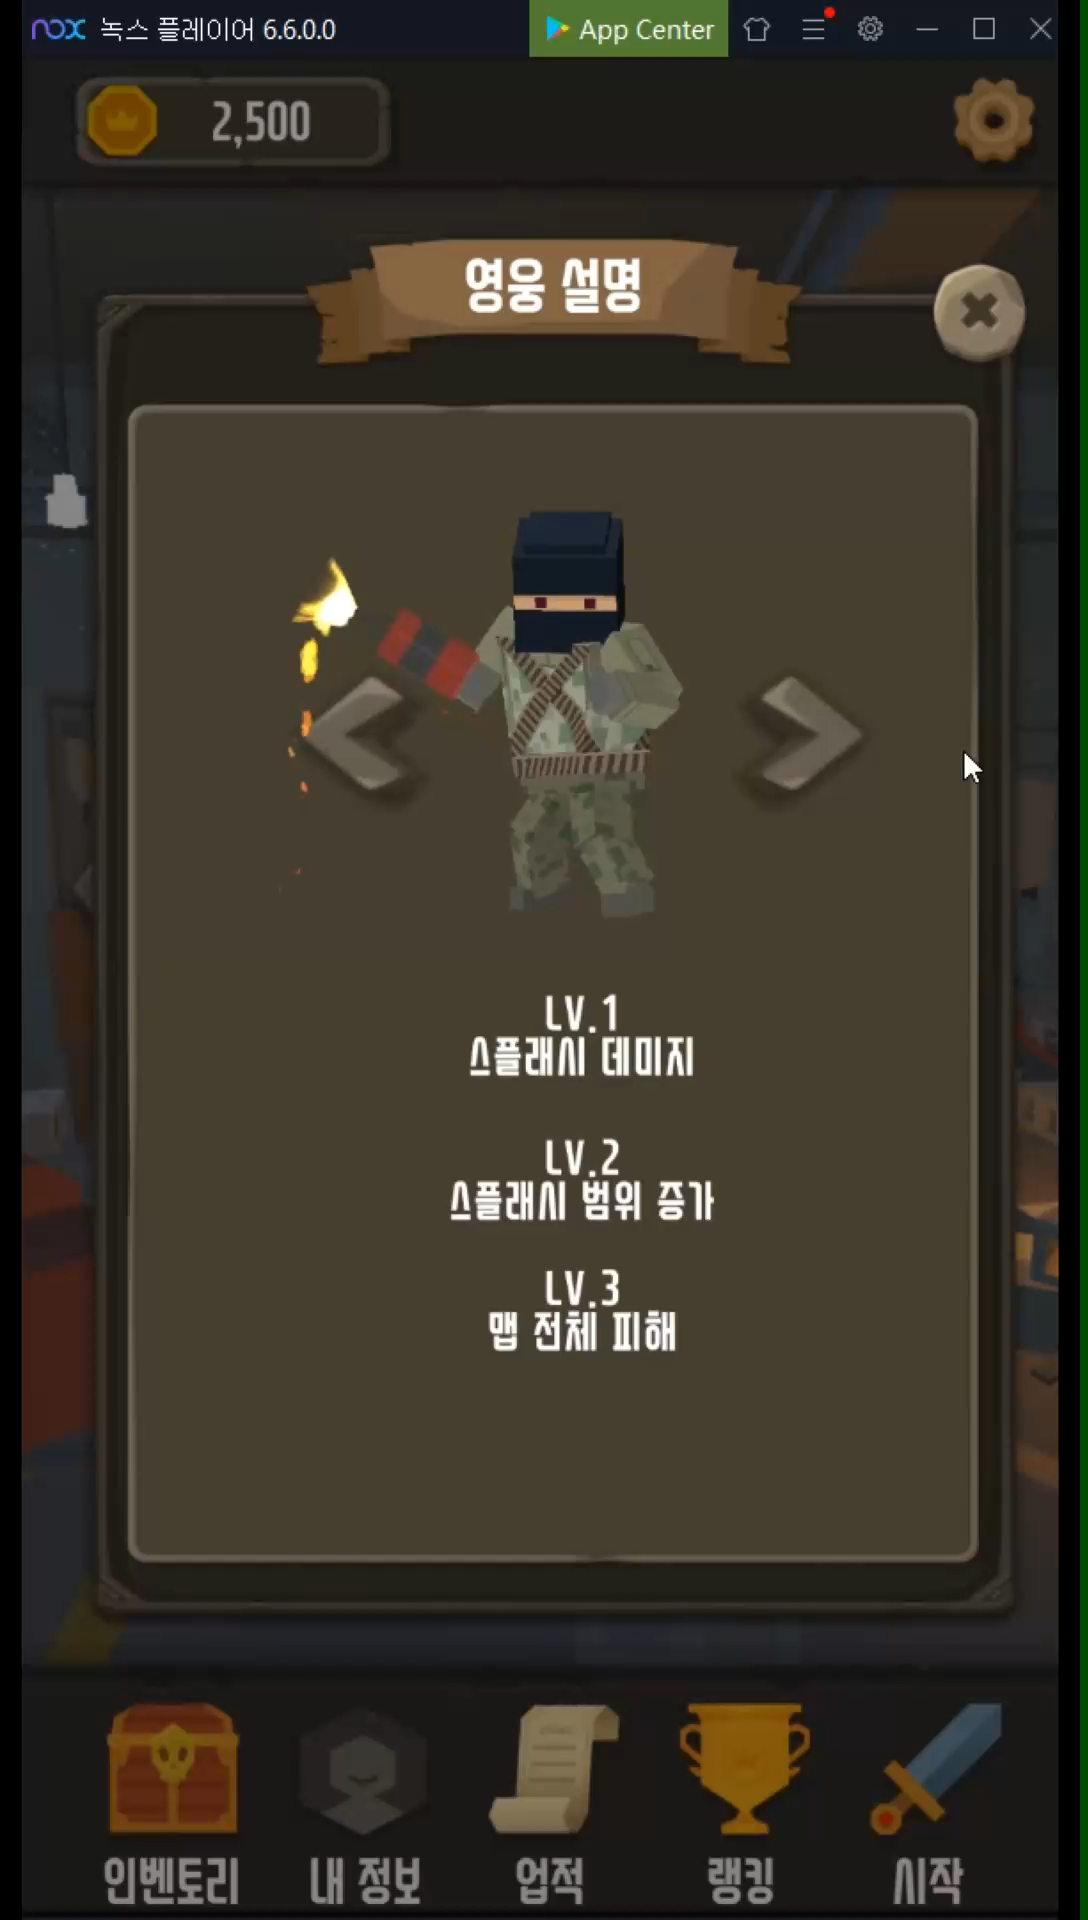 nox 녹스 플레이어 6.6.0.0 App Center
2,500
영웅 설명
LV.1
스플래시 데미지
LV.2
스플래시 범위 증가
LV.3
맵 전체 피해
인벤토리 내 정보 업적 랭킹 시작